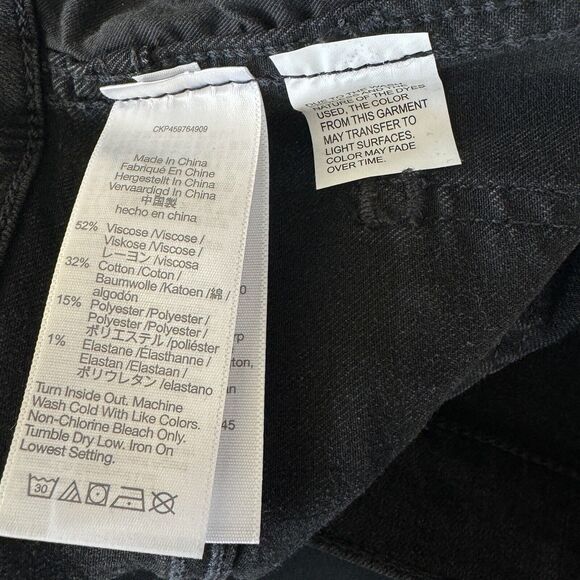 CKP459764909
Made In China
Fabriqué En Chine
Hergestellt In China
Vervaardigd In China
中国製
hecho en china
52% Viscose/Viscose/
Viskose/Viscose/
レーヨン/viscosa
32% Cotton/Coton/
Baumwolle/Katoen/綿/
algodón
15% Polyester/Polyester/
Polyester/Polyester/
ポリエステル/poliéster
1% Elastane/Élasthanne/
Elastan/Elastaan/
ポリウレタン/elastano
Turn Inside Out. Machine
Wash Cold With Like Colors.
Non-Chlorine Bleach Only.
Tumble Dry Low. Iron On
Lowest Setting.
30
NATURE OF THE DYES
USED, THE COLOR
FROM THIS GARMENT
MAY TRANSFER TO
LIGHT SURFACES.
COLOR MAY FADE
OVER TIME.